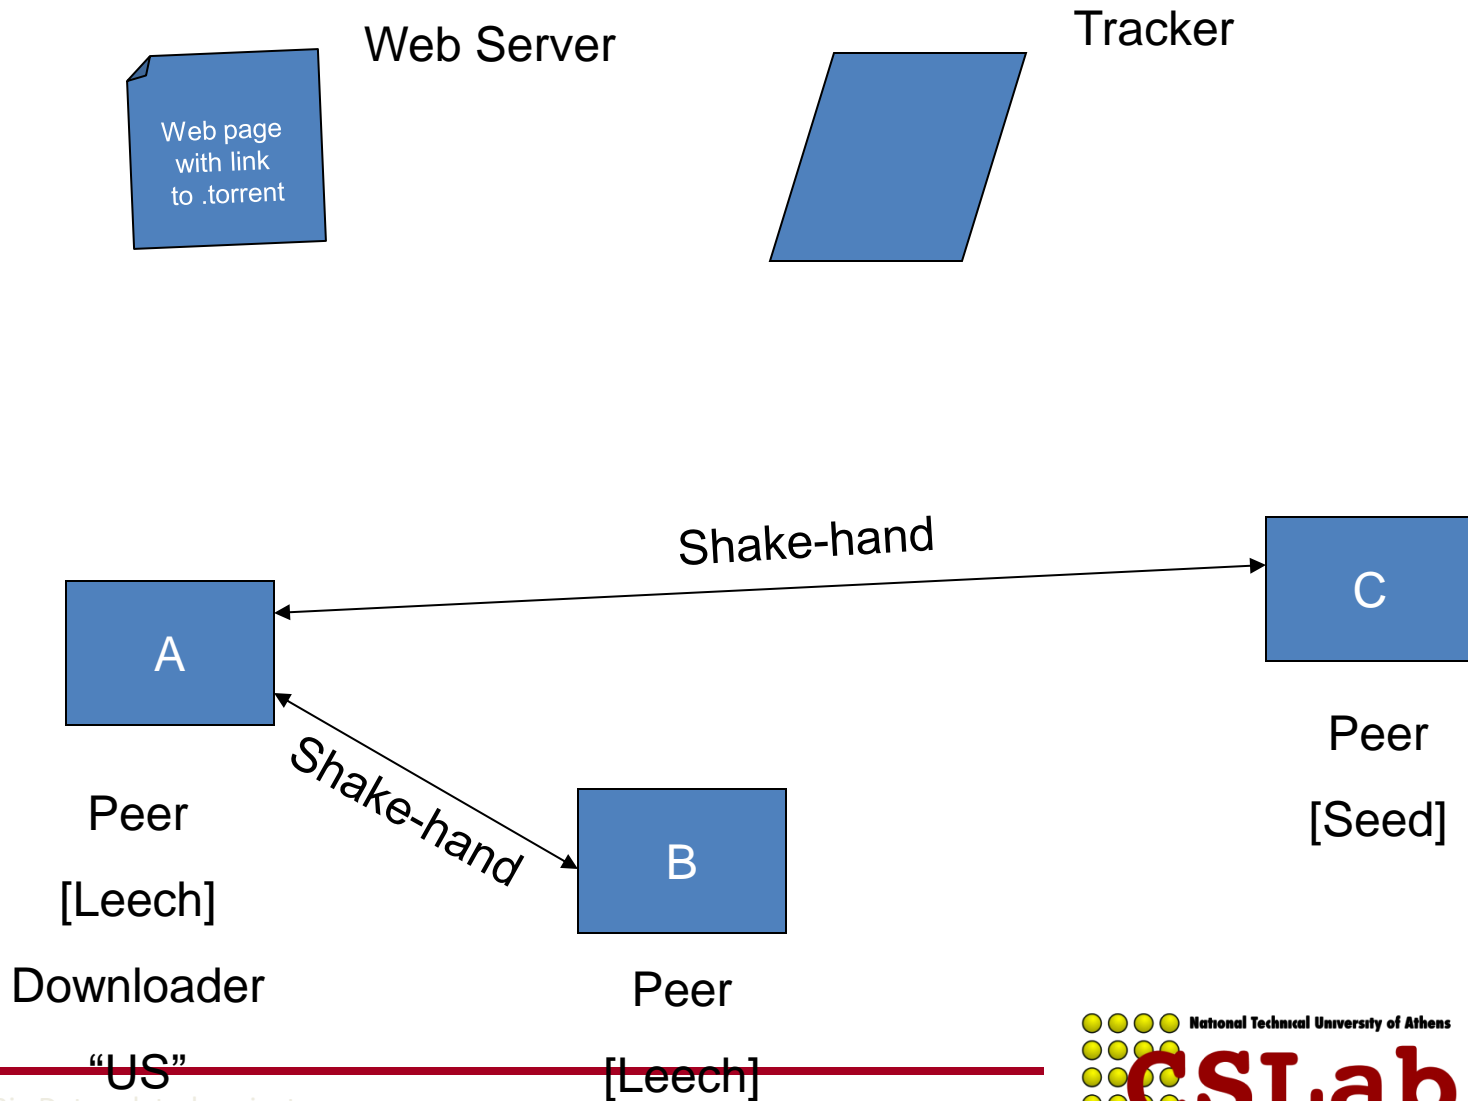 Web Server
Tracker
Web page
with link
to .torrent
Shake-hand
C
A
Shake-hand
Peer
[Seed]
Peer
[Leech]
Downloader
“US”
B
Peer
[Leech]
National Technical University of Athens
CSLab